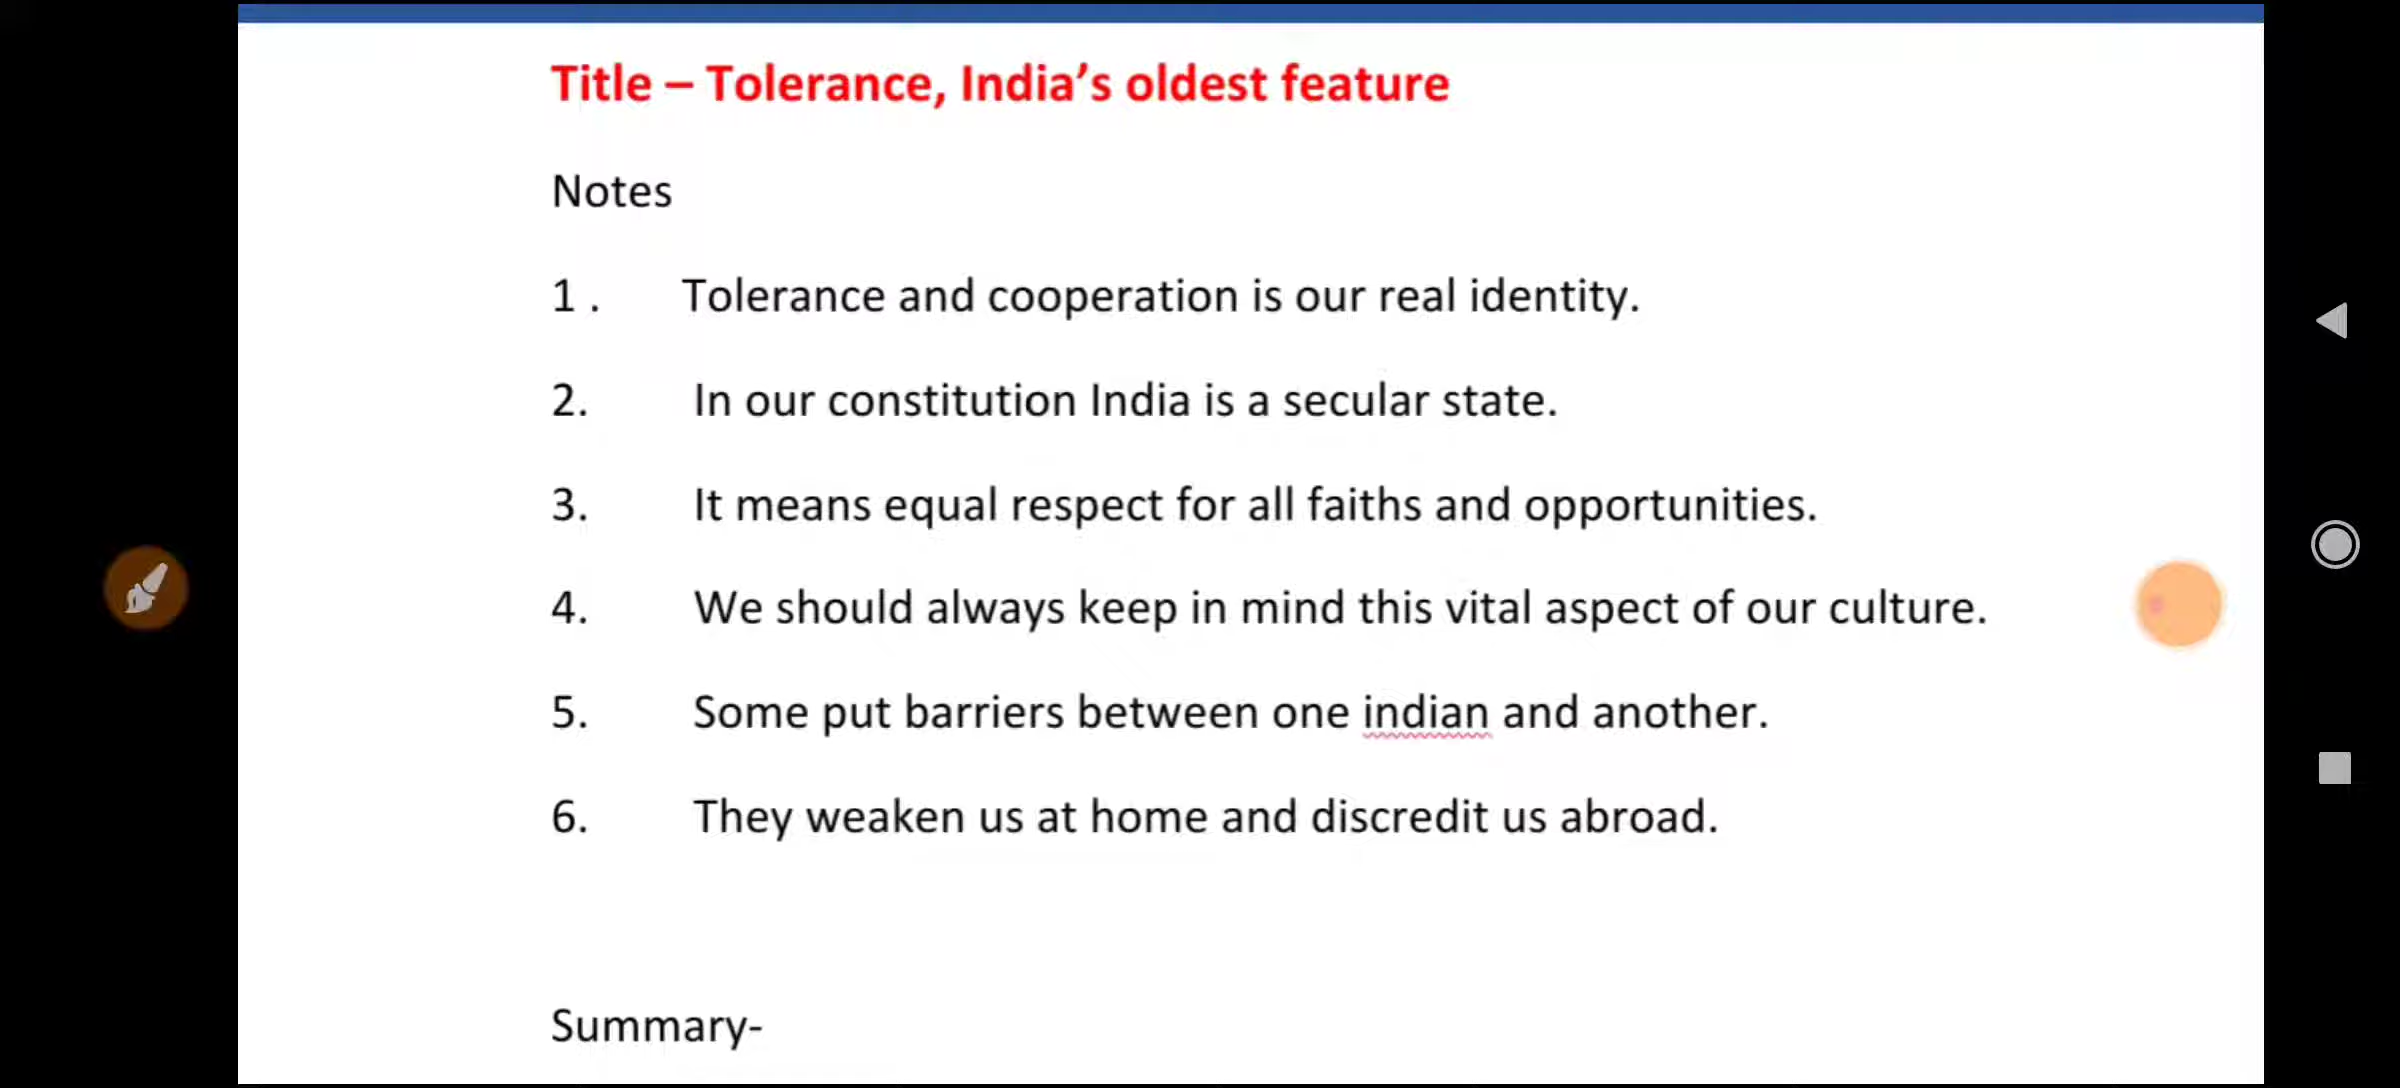 Title – Tolerance, India’s oldest feature
Notes
1 . Tolerance and cooperation is our real identity.
2. In our constitution India is a secular state.
3. It means equal respect for all faiths and opportunities.
4. We should always keep in mind this vital aspect of our culture.
5. Some put barriers between one indian and another.
6. They weaken us at home and discredit us abroad.
Summary-